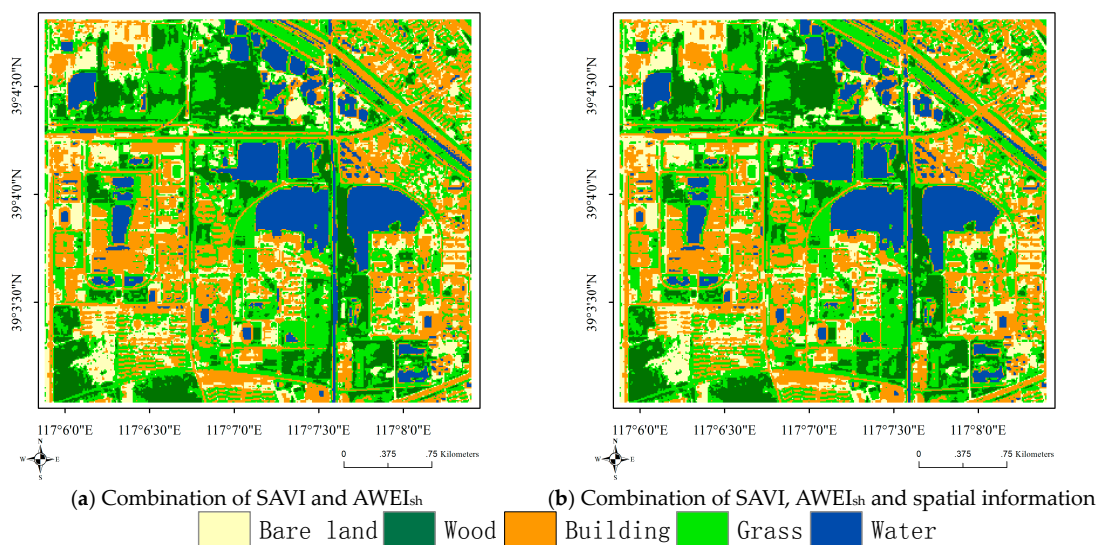 39°4'30"N
39°4'0"N
39°3'30"N
117°6'0"E 117°6'30"E 117°7'0"E 117°7'30"E 117°8'0"E
N
W E
S
0 .375 .75 Kilometers
39°4'30"N
39°4'0"N
39°3'30"N
117°6'0"E 117°6'30"E 117°7'0"E 117°7'30"E 117°8'0"E
N
W E
S
0 .375 .75 Kilometers
(a) Combination of SAVI and AWEIsh
(b) Combination of SAVI, AWEIsh and spatial information
Bare land Wood Building Grass Water